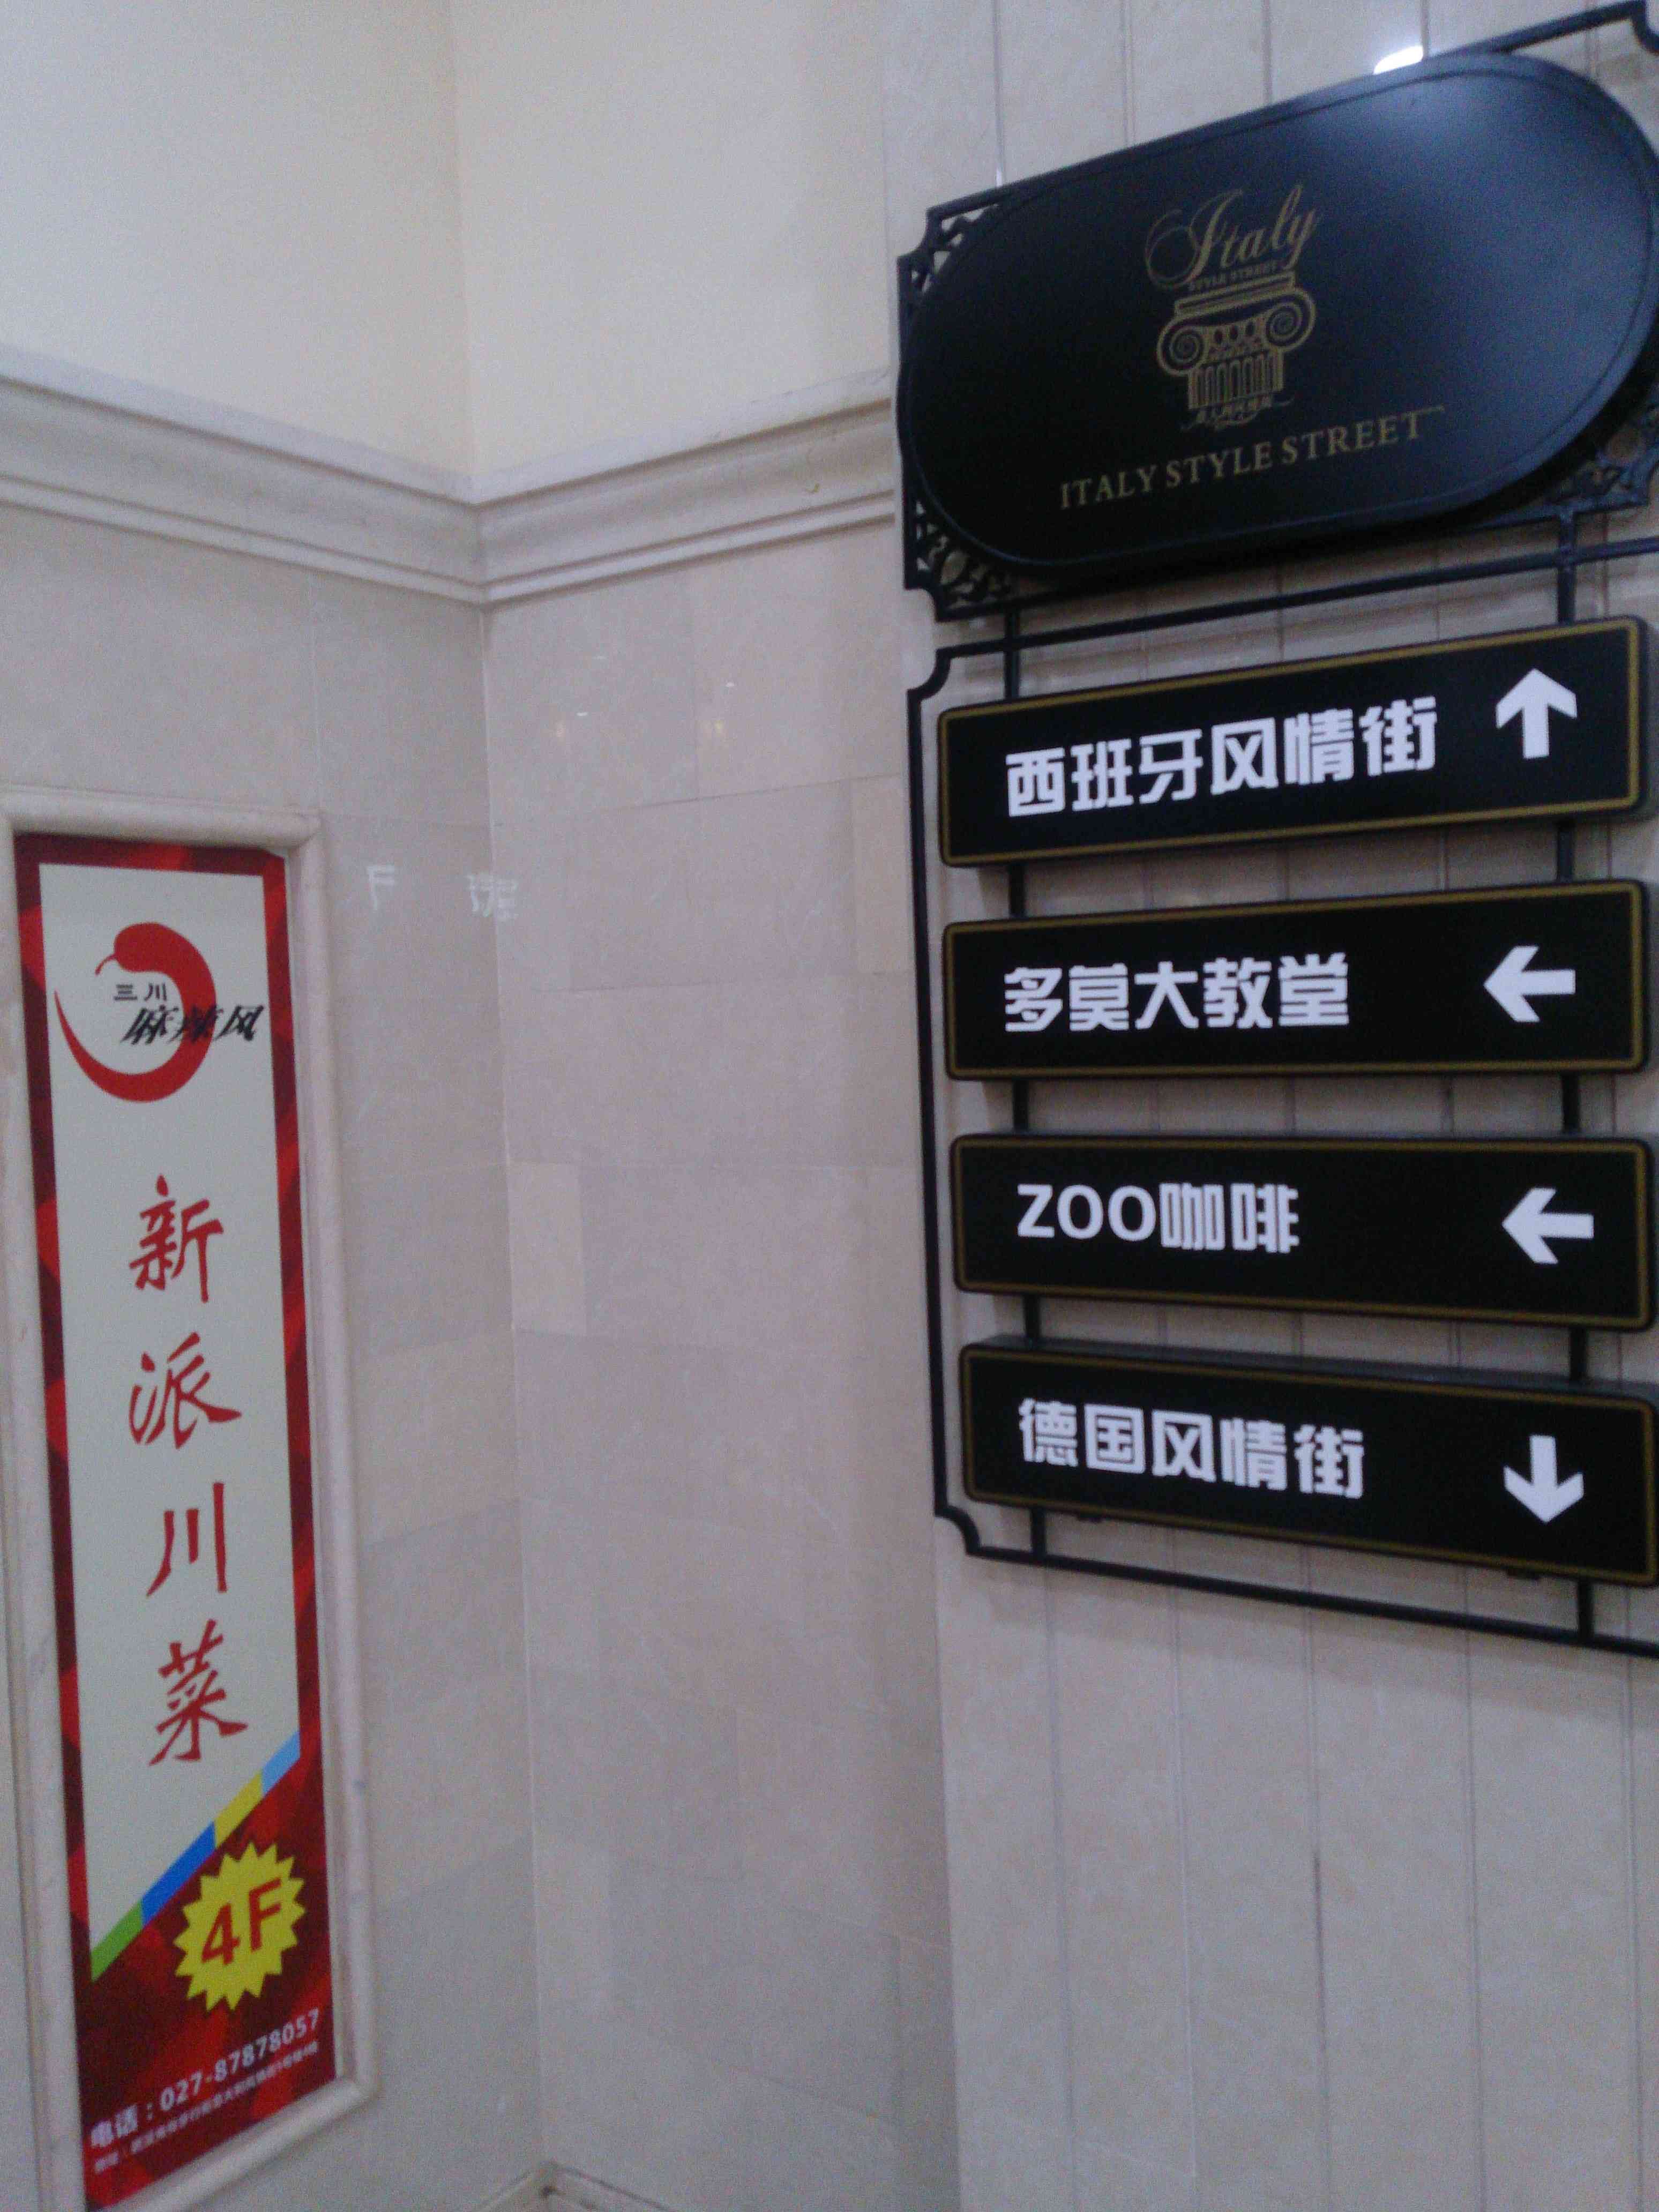 三川
麻辣风
新派川菜
4F
电话：027-87878057
Italy
STYLE STREET
ITALY STYLE STREET
西班牙风情街
多莫大教堂
ZOO咖啡
德国风情街